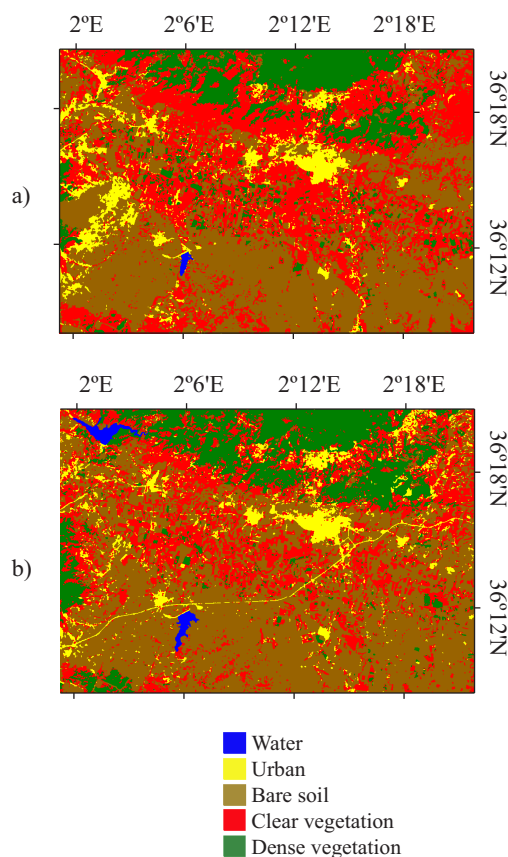 2ºE 2º6'E 2º12'E 2º18'E
36º18'N
a)
36º12'N
2ºE 2º6'E 2º12'E 2º18'E
36º18'N
b)
36º12'N
Water
Urban
Bare soil
Clear vegetation
Dense vegetation